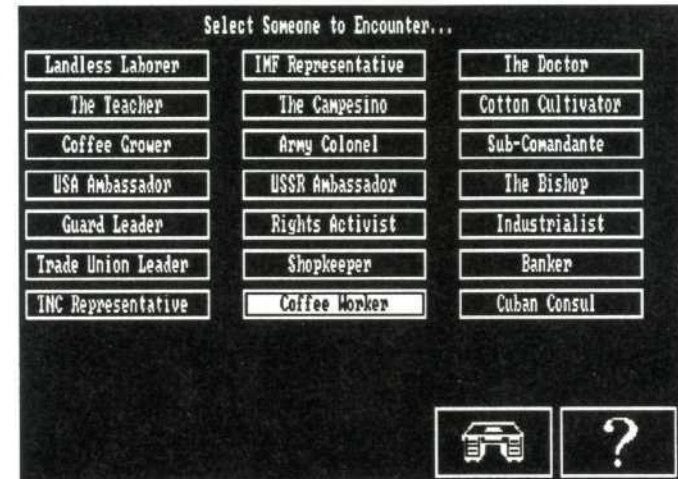 Select Someone to Encounter...
Landless Laborer IMF Representative The Doctor
The Teacher The Campesino Cotton Cultivator
Coffee Grower Army Colonel Sub-Comandante
USA Ambassador USSR Ambassador The Bishop
Guard Leader Rights Activist Industrialist
Trade Union Leader Shopkeeper Banker
TNC Representative Coffee Worker Cuban Consul
?